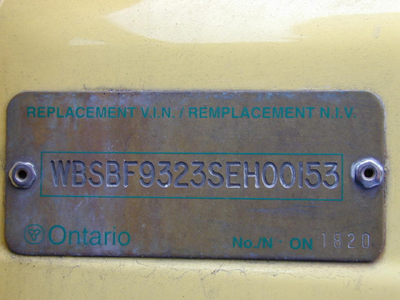 REPLACEMENT V.I.N. / REMPLACEMENT N.I.V.
WBSBF9323SEH00153
Ontario
No./N° ON 1820